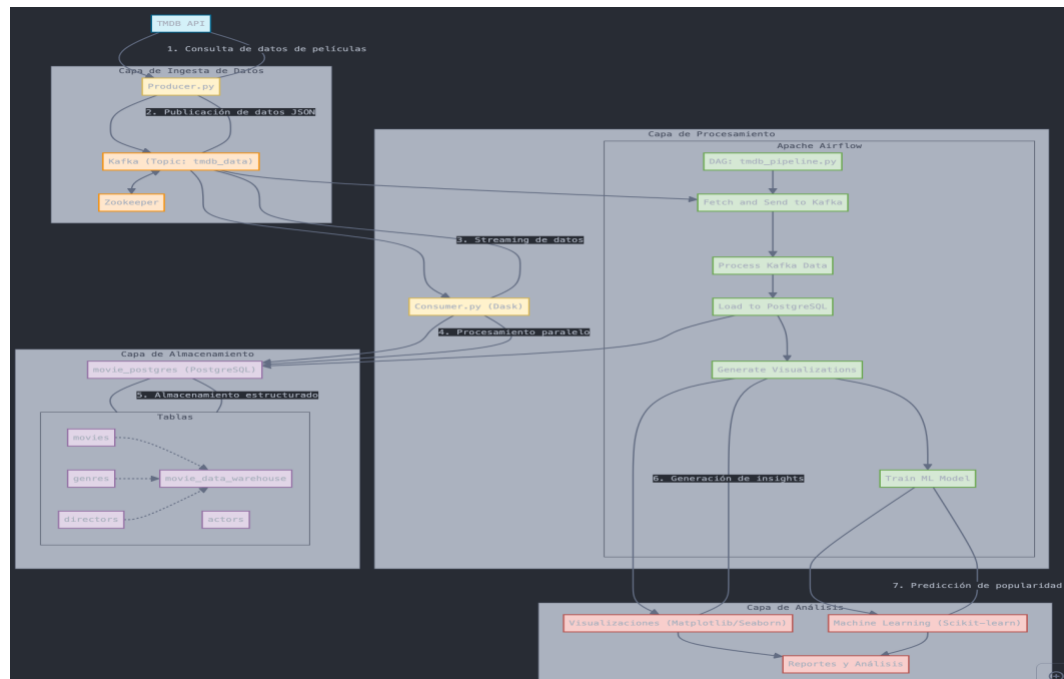 TMDB API
1. Consulta de datos de películas
Capa de Ingesta de Datos
Producer.py
2. Publicación de datos JSON
Kafka (Topic: tmdb_data)
Zookeeper
Capa de Procesamiento
Apache Airflow
DAG: tmdb_pipeline.py
Fetch and Send to Kafka
3. Streaming de datos
Process Kafka Data
Consumer.py (Dask)
Load to PostgreSQL
4. Procesamiento paralelo
Capa de Almacenamiento
movie_postgres (PostgreSQL)
Generate Visualizations
5. Almacenamiento estructurado
Tablas
movies
genres
movie_data_warehouse
directors
actors
6. Generación de insights
Train ML Model
7. Predicción de popularidad
Capa de Análisis
Visualizaciones (Matplotlib/Seaborn)
Machine Learning (Scikit-learn)
Reportes y Análisis